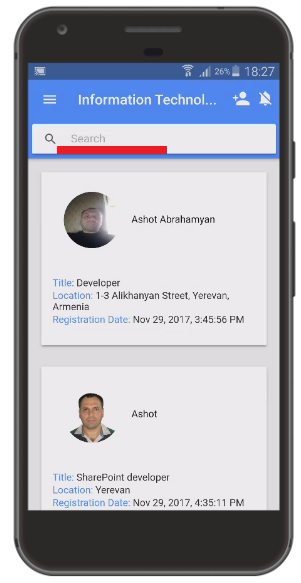 26% 18:27
Information Technol...
Search
Ashot Abrahamyan
Title: Developer
Location: 1-3 Alikhanyan Street, Yerevan,
Armenia
Registration Date: Nov 29, 2017, 3:45:56 PM
Ashot
Title: SharePoint developer
Location: Yerevan
Registration Date: Nov 29, 2017, 4:35:11 PM